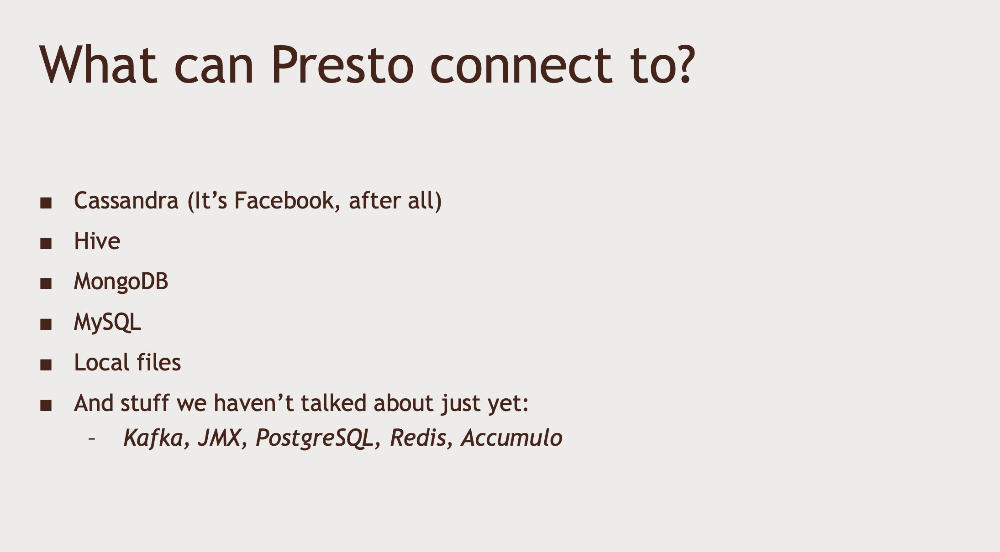 What can Presto connect to?
■ Cassandra (It’s Facebook, after all)
■ Hive
■ MongoDB
■ MySQL
■ Local files
■ And stuff we haven’t talked about just yet:
– Kafka, JMX, PostgreSQL, Redis, Accumulo